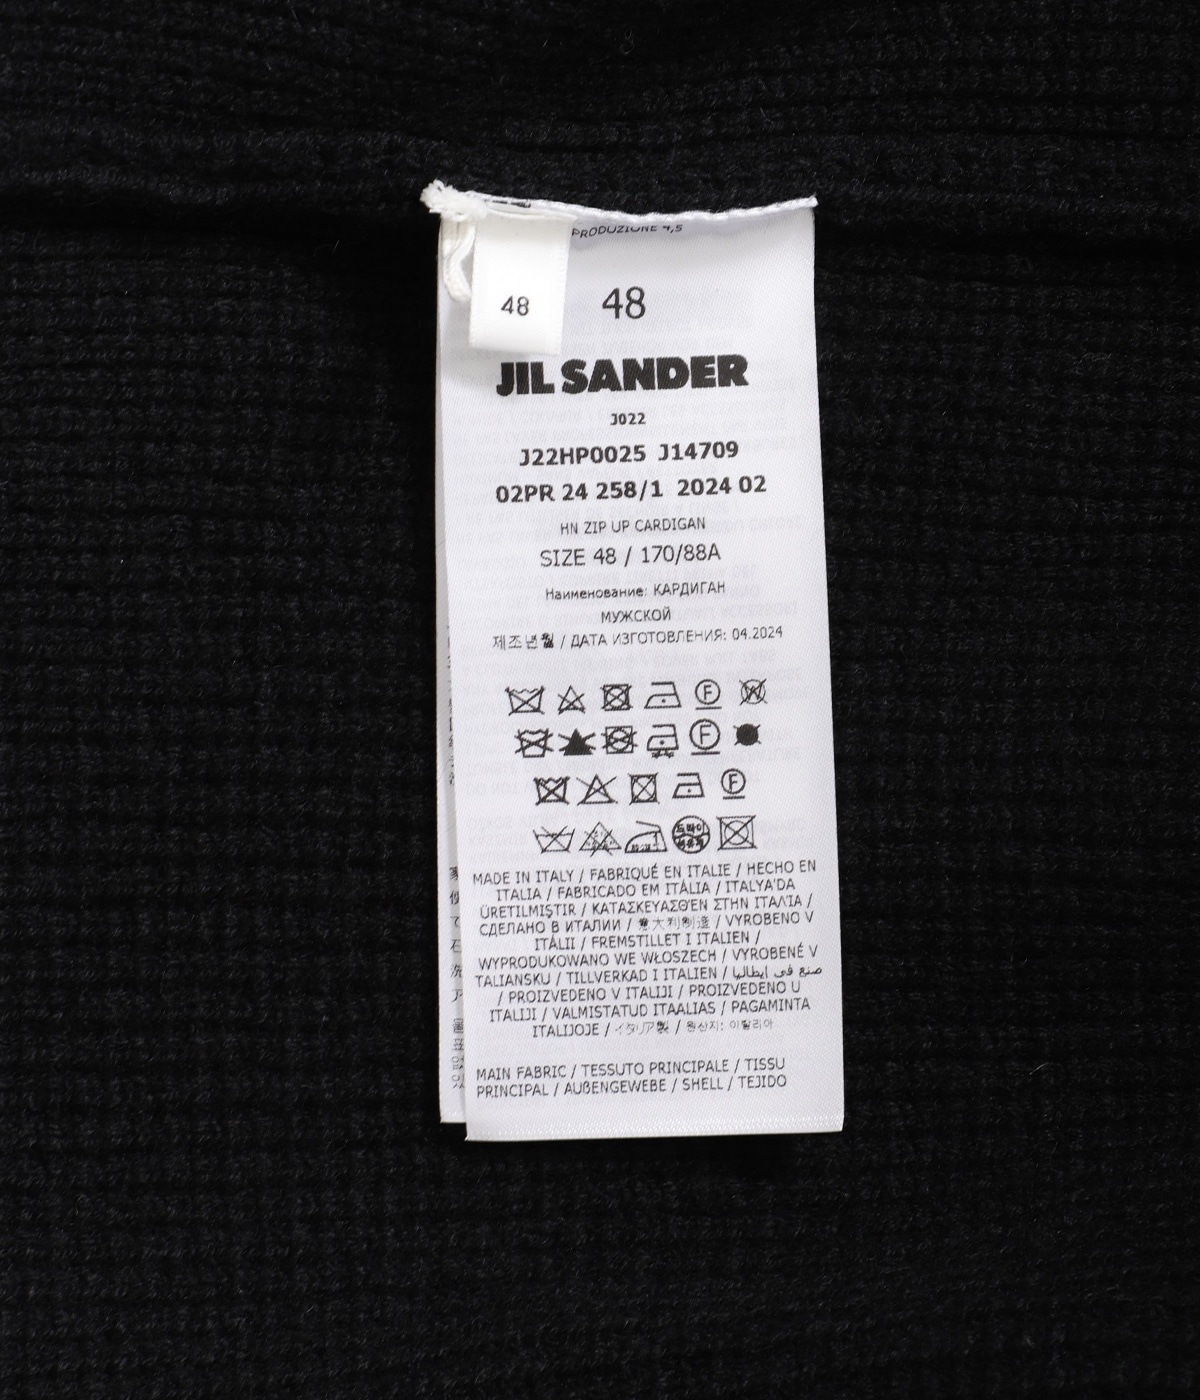 PRODUZIONE 4,5
48
48
JIL SANDER
J022
J22HP0025 J14709
02PR 24 258/1 2024 02
HN ZIP UP CARDIGAN
SIZE 48 / 170/88A
Наименование: КАРДИГАН
МУЖСКОЙ
제조년월 / ДАТА ИЗГОТОВЛЕНИЯ: 04.2024
MADE IN ITALY / FABRIQUÉ EN ITALIE / HECHO EN
ITALIA / FABRICADO EM ITÁLIA / ITALYA'DA
ÜRETILMIŞTIR / ΚΑΤΑΣΚΕΥΑΣΘΈΝ ΣΤΗΝ ΙΤΑΛΙΑ /
СДЕЛАНО В ИТАЛИИ / 意大利制造 / VYROBENO V
ITÁLII / FREMSTILLET I ITALIEN /
WYPRODUKOWANO WE WŁOSZECH / VYROBENÉ V
TALIANSKU / TILLVERKAD I ITALIEN / صنع في ايطاليا
/ PROIZVEDENO V ITALIJI / PROIZVEDENO U
ITALIJI / VALMISTATUD ITAALIAS / PAGAMINTA
ITALIJOJE / イタリア製 / 원산지: 이탈리아
MAIN FABRIC / TESSUTO PRINCIPALE / TISSU
PRINCIPAL / AUßENGEWEBE / SHELL / TEJIDO